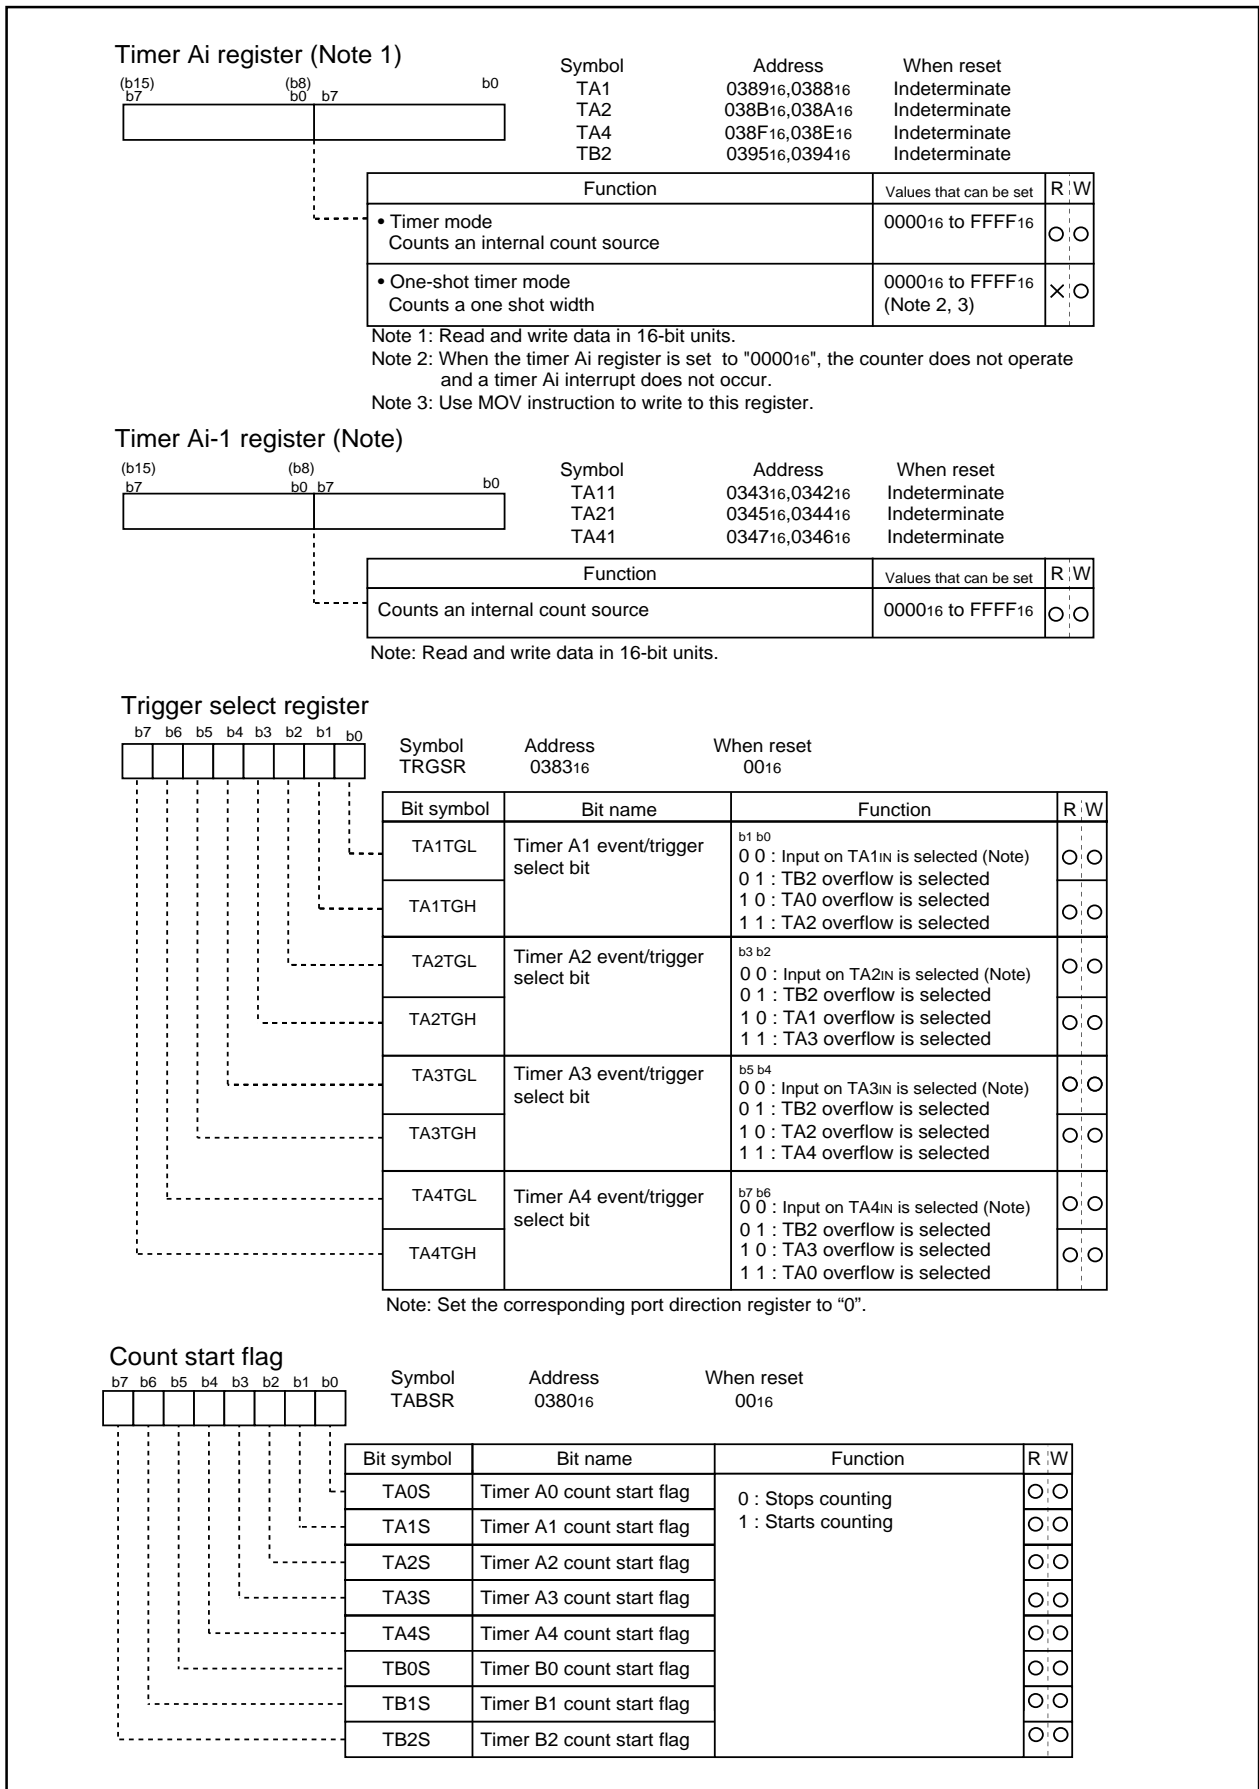 Timer Ai register (Note 1)
Symbol Address When reset
(b15) (b8) b0
b7 b0 b7
TA1 038916,038816 Indeterminate
TA2 038B16,038A16 Indeterminate
TA4 038F16,038E16 Indeterminate
TB2 039516,039416 Indeterminate
Function Values that can be set R W
• Timer mode 000016 to FFFF16
Counts an internal count source
• One-shot timer mode 000016 to FFFF16
Counts a one shot width (Note 2, 3)
Note 1: Read and write data in 16-bit units.
Note 2: When the timer Ai register is set to "000016", the counter does not operate
and a timer Ai interrupt does not occur.
Note 3: Use MOV instruction to write to this register.
Timer Ai-1 register (Note)
(b15) (b8) Symbol Address When reset
b7 b0 b7 b0
TA11 034316,034216 Indeterminate
TA21 034516,034416 Indeterminate
TA41 034716,034616 Indeterminate
Function Values that can be set R W
Counts an internal count source 000016 to FFFF16
Note: Read and write data in 16-bit units.
Trigger select register
b7 b6 b5 b4 b3 b2 b1 b0
Symbol Address When reset
TRGSR 038316 0016
Bit symbol Bit name Function R W
TA1TGL Timer A1 event/trigger
select bit
TA1TGH
b1 b0
0 0 : Input on TA1IN is selected (Note)
0 1 : TB2 overflow is selected
1 0 : TA0 overflow is selected
1 1 : TA2 overflow is selected
TA2TGL Timer A2 event/trigger
select bit
TA2TGH
b3 b2
0 0 : Input on TA2IN is selected (Note)
0 1 : TB2 overflow is selected
1 0 : TA1 overflow is selected
1 1 : TA3 overflow is selected
TA3TGL Timer A3 event/trigger
select bit
TA3TGH
b5 b4
0 0 : Input on TA3IN is selected (Note)
0 1 : TB2 overflow is selected
1 0 : TA2 overflow is selected
1 1 : TA4 overflow is selected
TA4TGL Timer A4 event/trigger
select bit
TA4TGH
b7 b6
0 0 : Input on TA4IN is selected (Note)
0 1 : TB2 overflow is selected
1 0 : TA3 overflow is selected
1 1 : TA0 overflow is selected
Note: Set the corresponding port direction register to “0”.
Count start flag
b7 b6 b5 b4 b3 b2 b1 b0
Symbol Address When reset
TABSR 038016 0016
Bit symbol Bit name Function R W
TA0S Timer A0 count start flag
0 : Stops counting
1 : Starts counting
TA1S Timer A1 count start flag
TA2S Timer A2 count start flag
TA3S Timer A3 count start flag
TA4S Timer A4 count start flag
TB0S Timer B0 count start flag
TB1S Timer B1 count start flag
TB2S Timer B2 count start flag